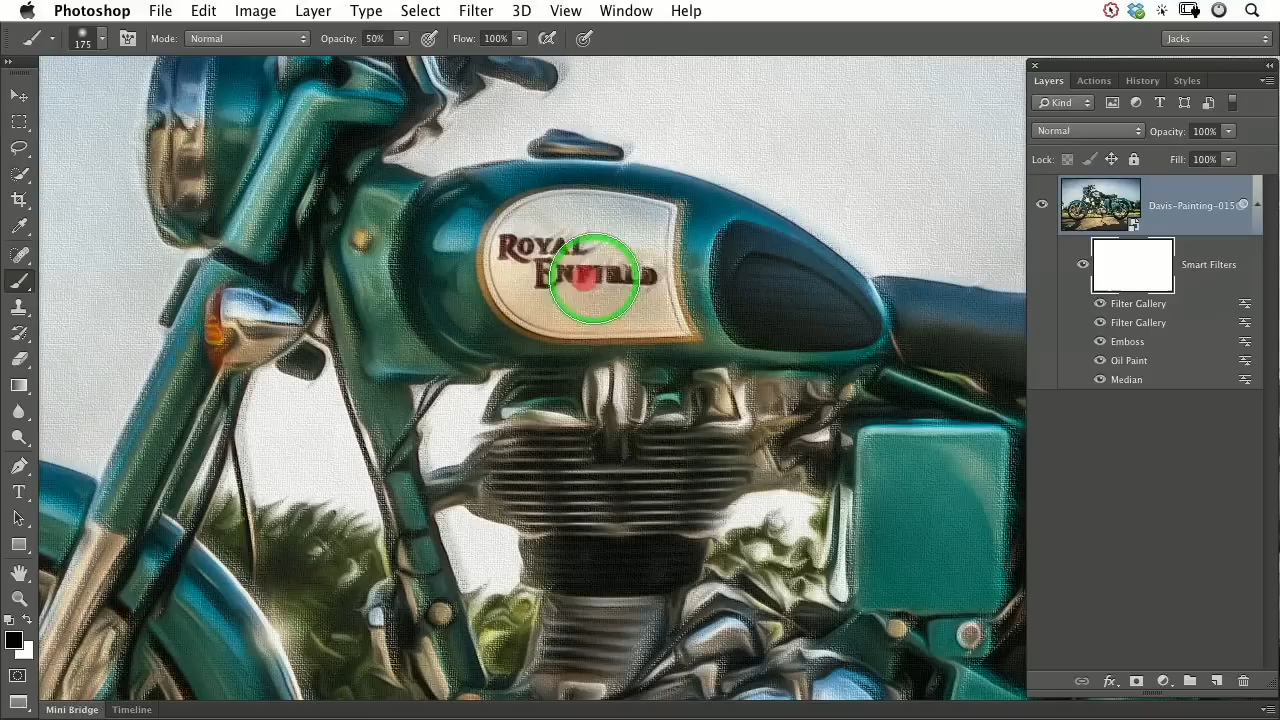 Photoshop File Edit Image Layer Type Select Filter 3D View Window Help
175 Mode: Normal Opacity: 50% Flow: 100% Jacks
Layers Actions History Styles
Kind
Normal Opacity: 100%
Lock: Fill: 100%
Davis-Painting-015
Smart Filters
Filter Gallery
Filter Gallery
Emboss
Oil Paint
Median
ROYAL
ENFIELD
Mini Bridge Timeline